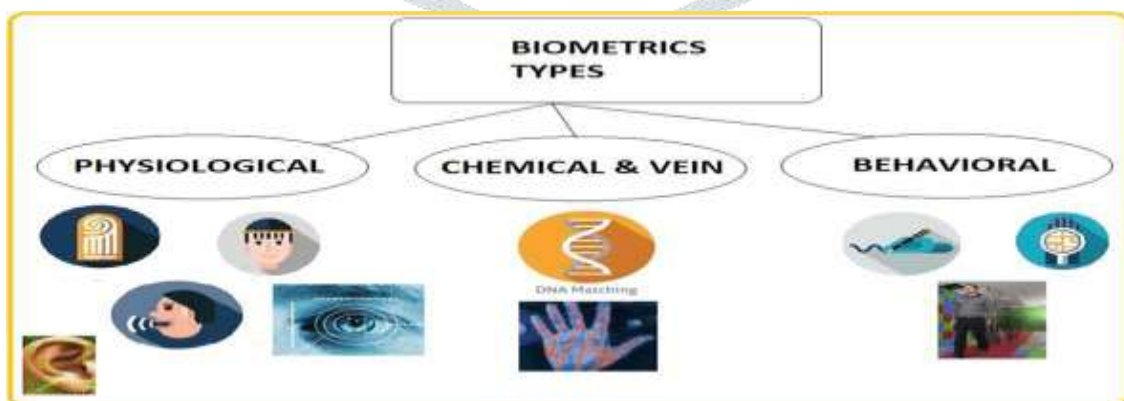 BIOMETRICS
TYPES
PHYSIOLOGICAL
CHEMICAL & VEIN
BEHAVIORAL
DNA Matching